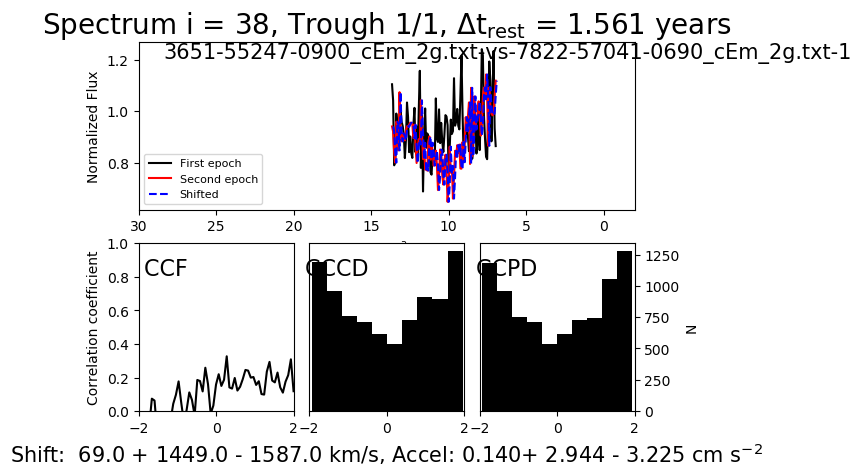 Spectrum i = 38, Trough 1/1, Δt_rest = 1.561 years
3651-55247-0900_cEm_2g.txt-vs-7822-57041-0690_cEm_2g.txt-1
Normalized Flux
1.2
1.0
0.8
First epoch
Second epoch
Shifted
30 25 20 15 10 5 0
Correlation coefficient
1.0
0.8
0.6
0.4
0.2
0.0
CCF
CCCD
CCPD
1250
1000
750
500
250
0
N
−2 0 2
−2 0 2
−2 0 2
Shift:  69.0 + 1449.0 - 1587.0 km/s, Accel: 0.140+ 2.944 - 3.225 cm s⁻²